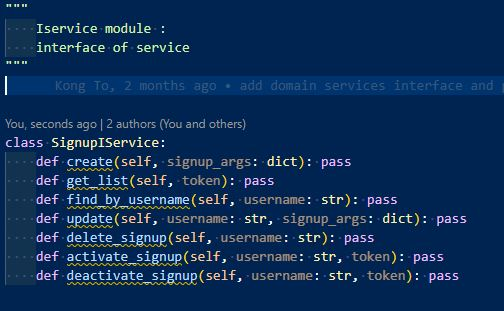 """
    Iservice module :
    interface of service
"""
Kong To, 2 months ago • add domain services interface and
You, seconds ago | 2 authors (You and others)
class SignupIService:
    def create(self, signup_args: dict): pass
    def get_list(self, token): pass
    def find_by_username(self, username: str): pass
    def update(self, username: str, signup_args: dict): pass
    def delete_signup(self, username: str): pass
    def activate_signup(self, username: str, token): pass
    def deactivate_signup(self, username: str, token): pass